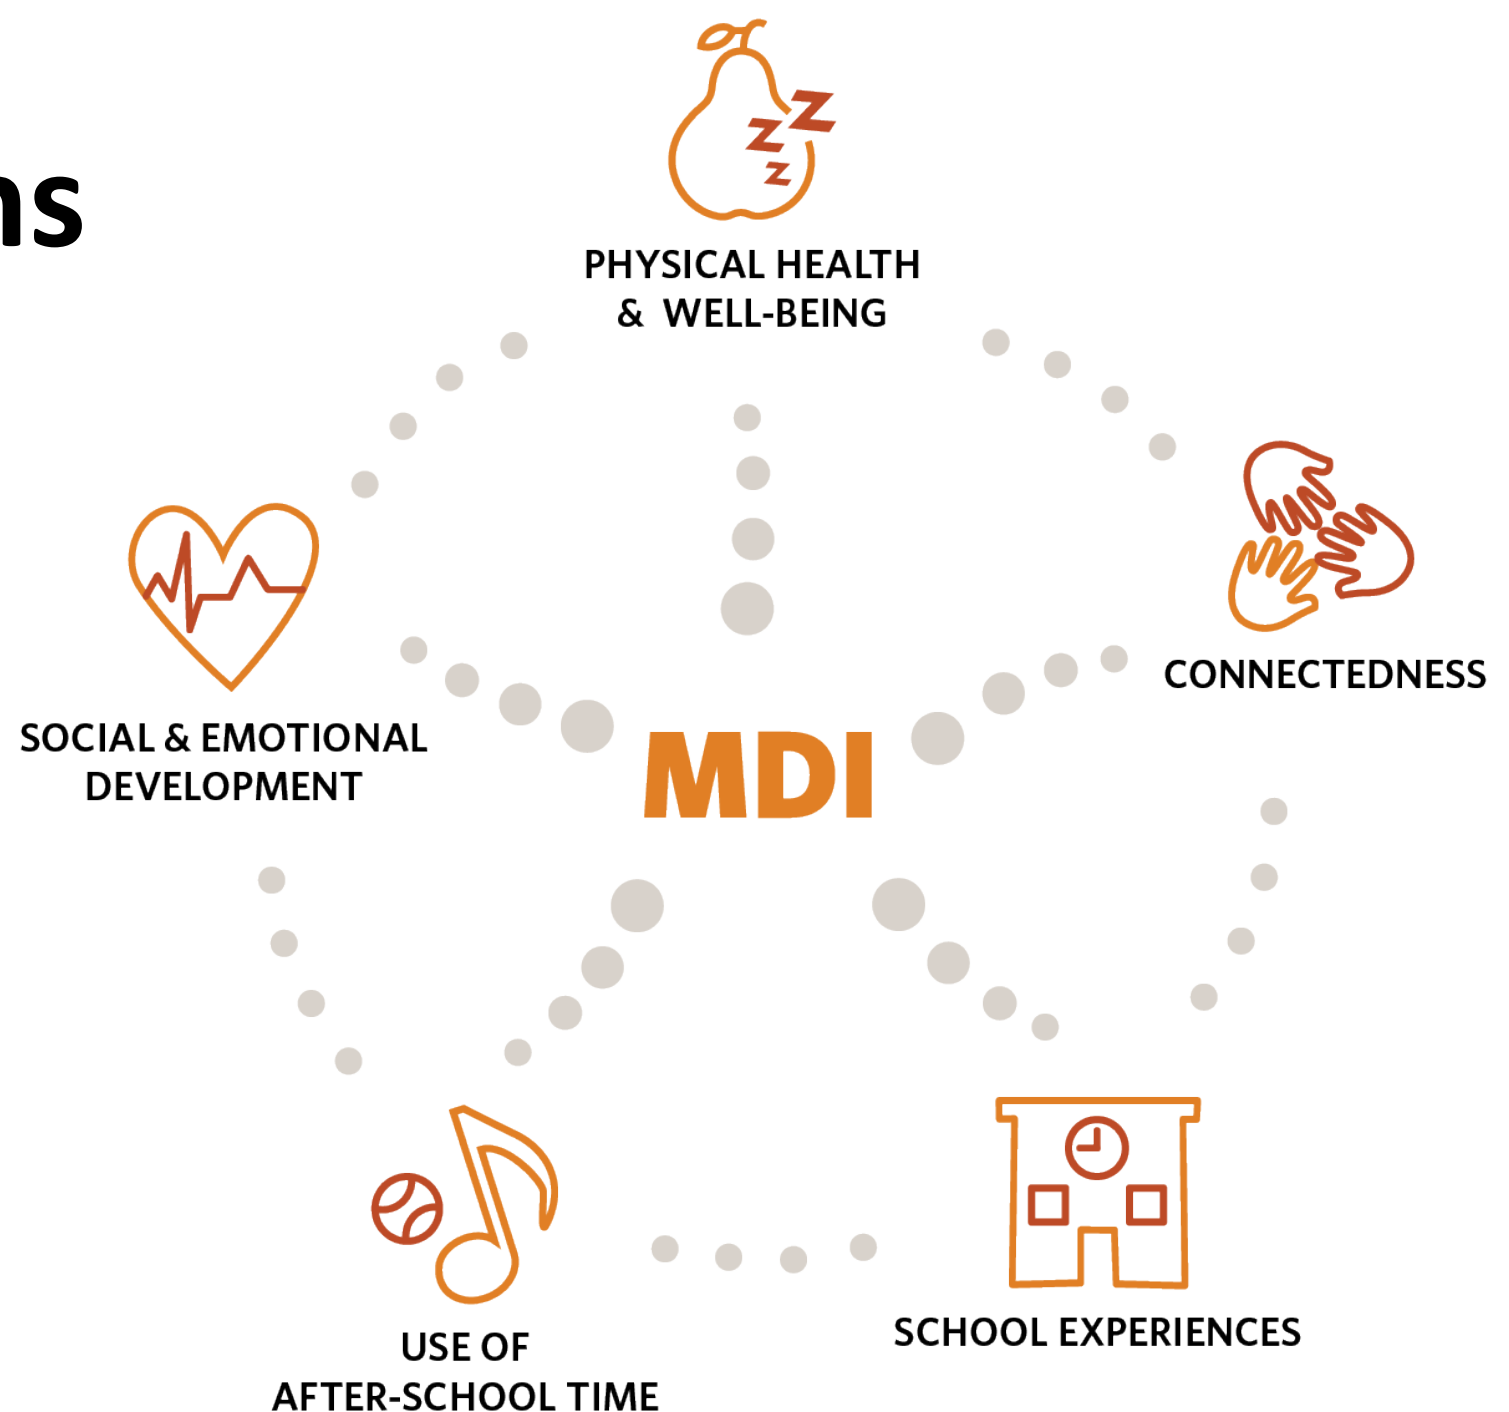 ns
PHYSICAL HEALTH
& WELL-BEING
CONNECTEDNESS
SOCIAL & EMOTIONAL
DEVELOPMENT
MDI
USE OF
AFTER-SCHOOL TIME
SCHOOL EXPERIENCES